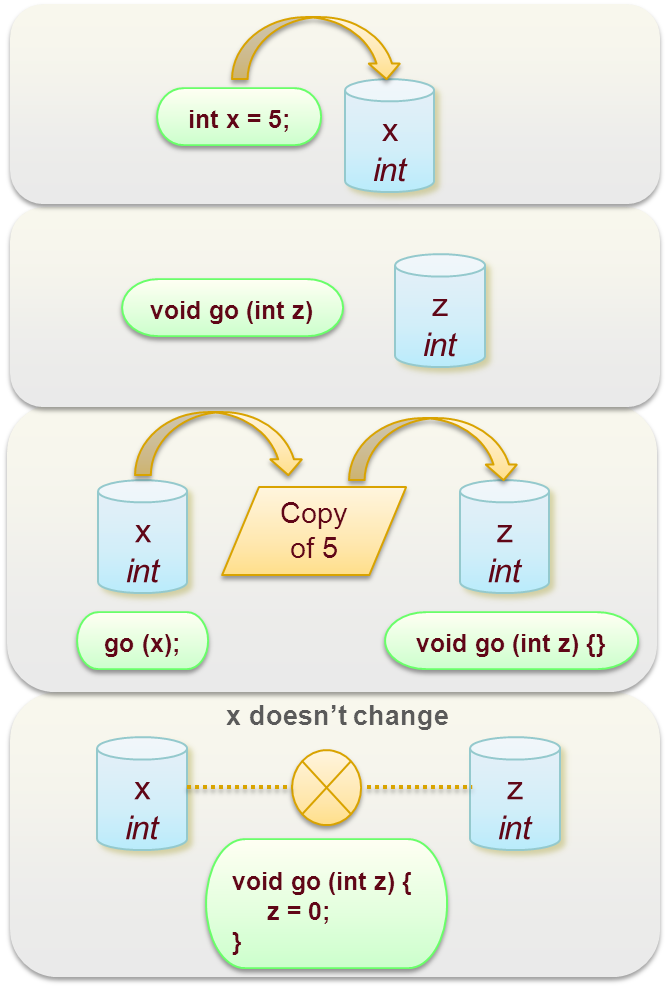 int x = 5;
x
int
void go (int z)
z
int
x
int
Copy
of 5
z
int
go (x);
void go (int z) {}
x doesn’t change
x
int
z
int
void go (int z) {
z = 0;
}